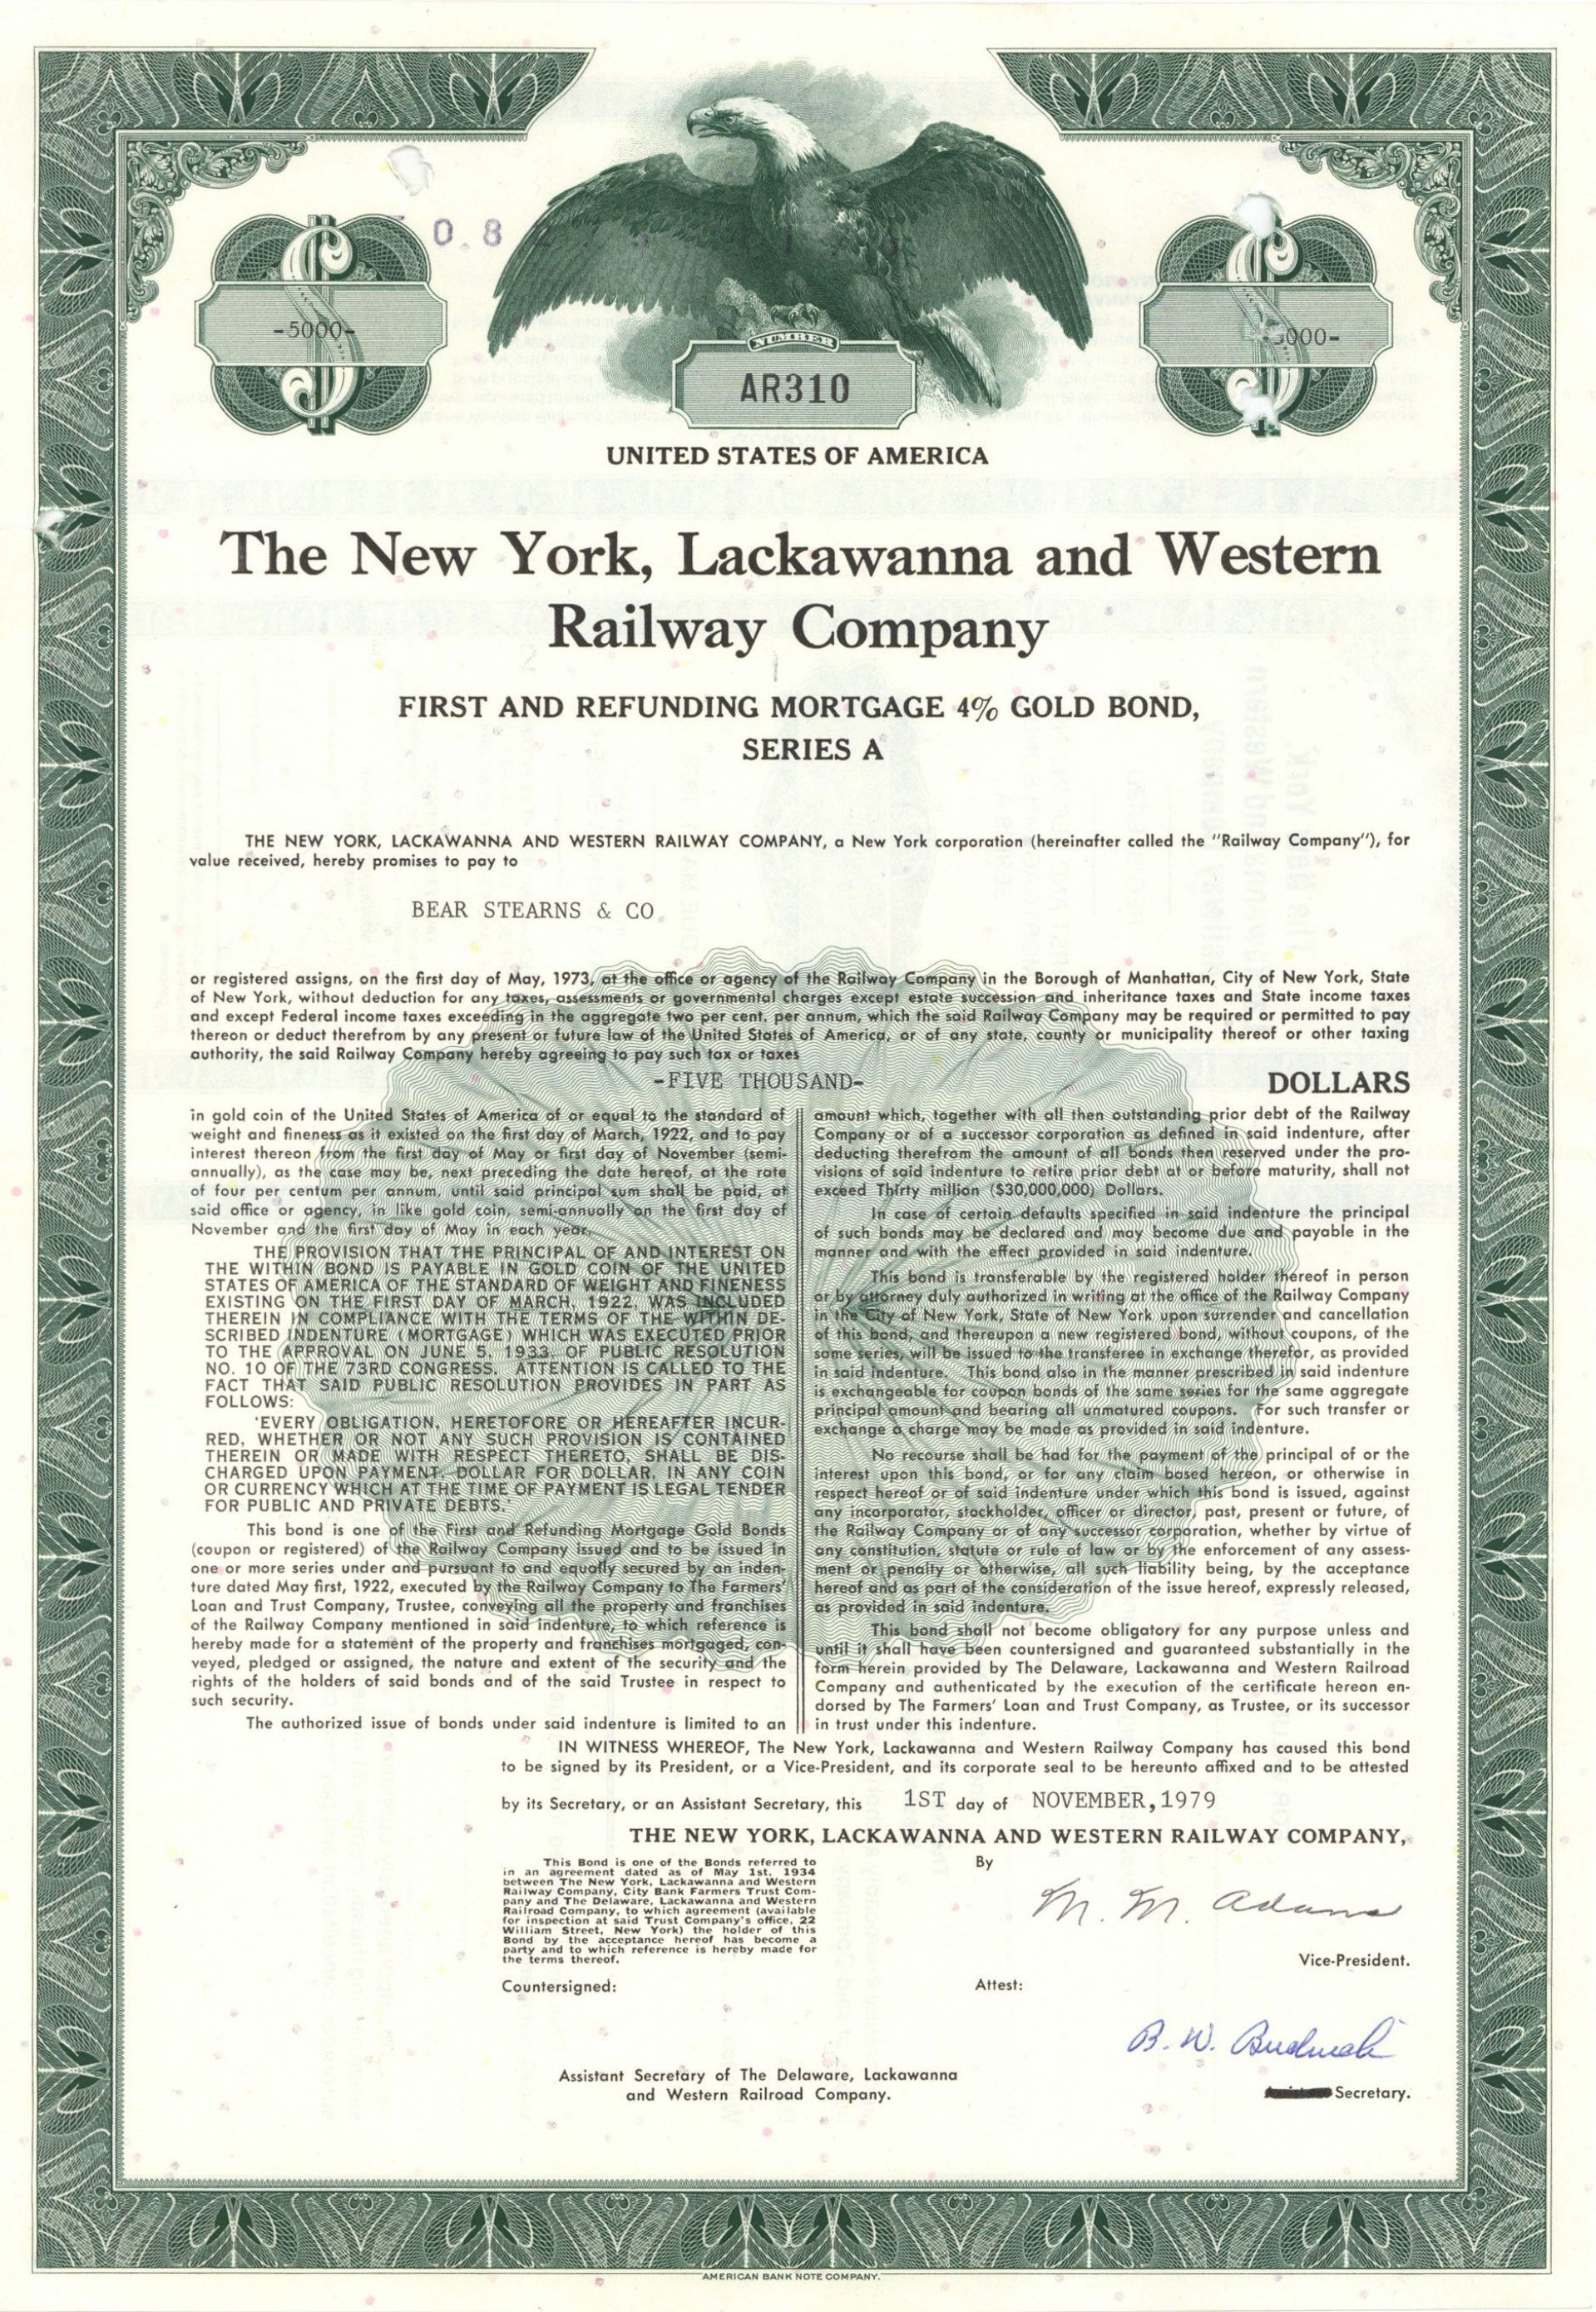 0 8
-5000-
000-
NUMBER
AR310
UNITED STATES OF AMERICA
The New York, Lackawanna and Western
Railway Company
FIRST AND REFUNDING MORTGAGE 4% GOLD BOND,
SERIES A
THE NEW YORK, LACKAWANNA AND WESTERN RAILWAY COMPANY, a New York corporation (hereinafter called the "Railway Company"), for
value received, hereby promises to pay to
BEAR STEARNS & CO.
or registered assigns, on the first day of May, 1973, at the office or agency of the Railway Company in the Borough of Manhattan, City of New York, State
of New York, without deduction for any taxes, assessments or governmental charges except estate succession and inheritance taxes and State income taxes
and except Federal income taxes exceeding in the aggregate two per cent. per annum, which the said Railway Company may be required or permitted to pay
thereon or deduct therefrom by any present or future law of the United States of America, or of any state, county or municipality thereof or other taxing
authority, the said Railway Company hereby agreeing to pay such tax or taxes
-FIVE THOUSAND- DOLLARS
in gold coin of the United States of America of or equal to the standard of
weight and fineness as it existed on the first day of March, 1922, and to pay
interest thereon from the first day of May or first day of November (semi-
annually), as the case may be, next preceding the date hereof, at the rate
of four per centum per annum, until said principal sum shall be paid, at
said office or agency, in like gold coin, semi-annually on the first day of
November and the first day of May in each year.
THE PROVISION THAT THE PRINCIPAL OF AND INTEREST ON
THE WITHIN BOND IS PAYABLE IN GOLD COIN OF THE UNITED
STATES OF AMERICA OF THE STANDARD OF WEIGHT AND FINENESS
EXISTING ON THE FIRST DAY OF MARCH, 1922, WAS INCLUDED
THEREIN IN COMPLIANCE WITH THE TERMS OF THE WITHIN DE-
SCRIBED INDENTURE (MORTGAGE) WHICH WAS EXECUTED PRIOR
TO THE APPROVAL ON JUNE 5, 1933, OF PUBLIC RESOLUTION
NO. 10 OF THE 73RD CONGRESS. ATTENTION IS CALLED TO THE
FACT THAT SAID PUBLIC RESOLUTION PROVIDES IN PART AS
FOLLOWS:
'EVERY OBLIGATION, HERETOFORE OR HEREAFTER INCUR-
RED, WHETHER OR NOT ANY SUCH PROVISION IS CONTAINED
THEREIN OR MADE WITH RESPECT THERETO, SHALL BE DIS-
CHARGED UPON PAYMENT, DOLLAR FOR DOLLAR, IN ANY COIN
OR CURRENCY WHICH AT THE TIME OF PAYMENT IS LEGAL TENDER
FOR PUBLIC AND PRIVATE DEBTS.'
This bond is one of the First and Refunding Mortgage Gold Bonds
(coupon or registered) of the Railway Company issued and to be issued in
one or more series under and pursuant to and equally secured by an inden-
ture dated May first, 1922, executed by the Railway Company to The Farmers'
Loan and Trust Company, Trustee, conveying all the property and franchises
of the Railway Company mentioned in said indenture, to which reference is
hereby made for a statement of the property and franchises mortgaged, con-
veyed, pledged or assigned, the nature and extent of the security and the
rights of the holders of said bonds and of the said Trustee in respect to
such security.
The authorized issue of bonds under said indenture is limited to an
amount which, together with all then outstanding prior debt of the Railway
Company or of a successor corporation as defined in said indenture, after
deducting therefrom the amount of all bonds then reserved under the pro-
visions of said indenture to retire prior debt at or before maturity, shall not
exceed Thirty million ($30,000,000) Dollars.
In case of certain defaults specified in said indenture the principal
of such bonds may be declared and may become due and payable in the
manner and with the effect provided in said indenture.
This bond is transferable by the registered holder thereof in person
or by attorney duly authorized in writing at the office of the Railway Company
in the City of New York, State of New York upon surrender and cancellation
of this bond, and thereupon a new registered bond, without coupons, of the
same series, will be issued to the transferee in exchange therefor, as provided
in said indenture. This bond also in the manner prescribed in said indenture
is exchangeable for coupon bonds of the same series for the same aggregate
principal amount and bearing all unmatured coupons. For such transfer or
exchange a charge may be made as provided in said indenture.
No recourse shall be had for the payment of the principal of or the
interest upon this bond, or for any claim based hereon, or otherwise in
respect hereof or of said indenture under which this bond is issued, against
any incorporator, stockholder, officer or director, past, present or future, of
the Railway Company or of any successor corporation, whether by virtue of
any constitution, statute or rule of law or by the enforcement of any assess-
ment or penalty or otherwise, all such liability being, by the acceptance
hereof and as part of the consideration of the issue hereof, expressly released,
as provided in said indenture.
This bond shall not become obligatory for any purpose unless and
until it shall have been countersigned and guaranteed substantially in the
form herein provided by The Delaware, Lackawanna and Western Railroad
Company and authenticated by the execution of the certificate hereon en-
dorsed by The Farmers' Loan and Trust Company, as Trustee, or its successor
in trust under this indenture.
IN WITNESS WHEREOF, The New York, Lackawanna and Western Railway Company has caused this bond
to be signed by its President, or a Vice-President, and its corporate seal to be hereunto affixed and to be attested
by its Secretary, or an Assistant Secretary, this 1ST day of NOVEMBER,1979
THE NEW YORK, LACKAWANNA AND WESTERN RAILWAY COMPANY,
This Bond is one of the Bonds referred to
in an agreement dated as of May 1st, 1934
between The New York, Lackawanna and Western
Railway Company, City Bank Farmers Trust Com-
pany and The Delaware, Lackawanna and Western
Railroad Company, to which agreement (available
for inspection at said Trust Company's office, 22
William Street, New York) the holder of this
Bond by the acceptance hereof has become a
party and to which reference is hereby made for
the terms thereof.
By
M. M. Adams
Vice-President.
Countersigned:
Attest:
B. W.
Assistant Secretary of The Delaware, Lackawanna
and Western Railroad Company.
Secretary.
AMERICAN BANK NOTE COMPANY.